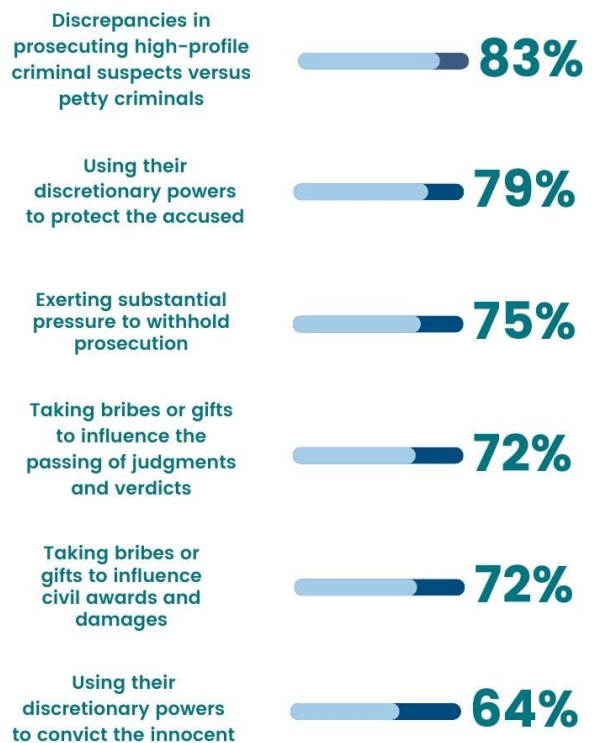 Discrepancies in
prosecuting high-profile
criminal suspects versus
petty criminals
83%
Using their
discretionary powers
to protect the accused
79%
Exerting substantial
pressure to withhold
prosecution
75%
Taking bribes or gifts
to influence the
passing of judgments
and verdicts
72%
Taking bribes or
gifts to influence
civil awards and
damages
72%
Using their
discretionary powers
to convict the innocent
64%